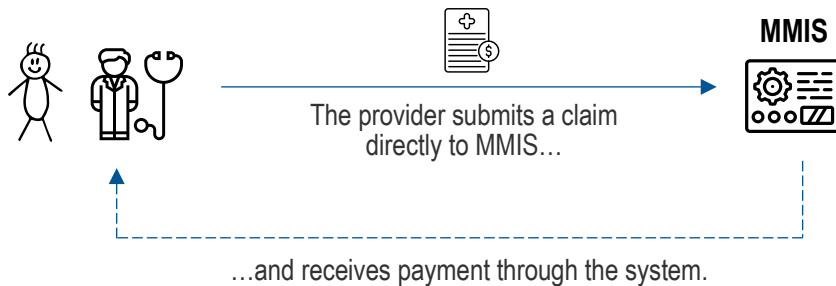 MMIS
$
The provider submits a claim
directly to MMIS…
…and receives payment through the system.